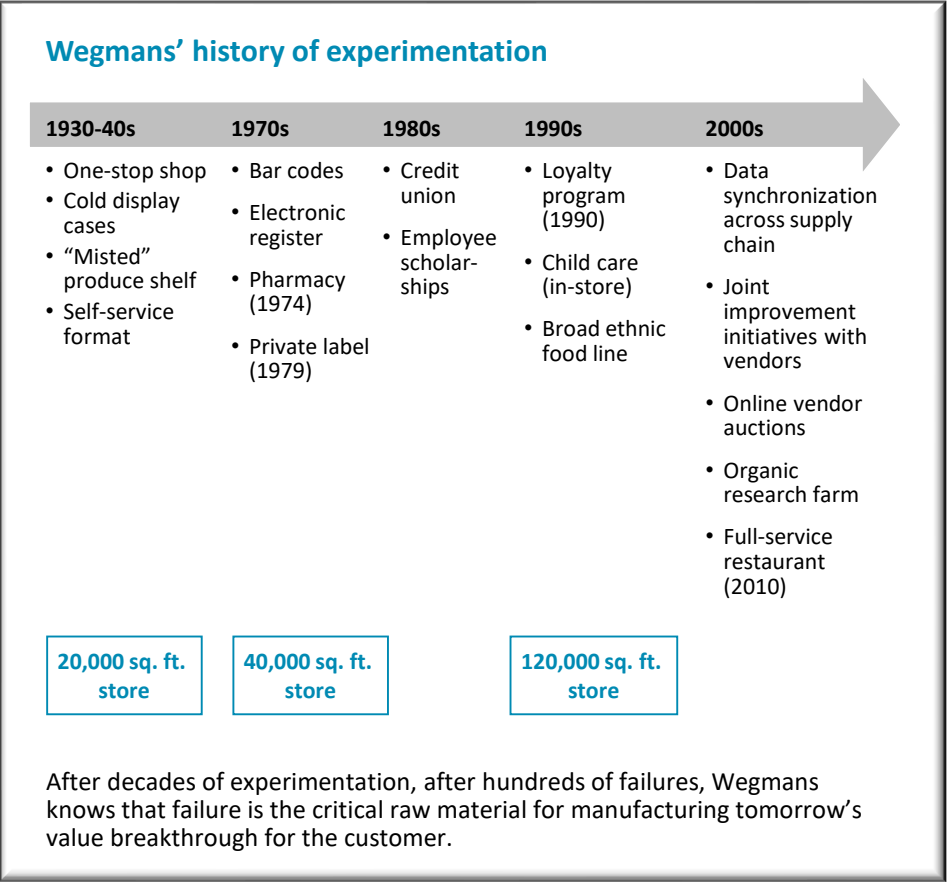 Wegmans’ history of experimentation
1930-40s
• One-stop shop
• Cold display
cases
• “Misted”
produce shelf
• Self-service
format
1970s
• Bar codes
• Electronic
register
• Pharmacy
(1974)
• Private label
(1979)
1980s
• Credit
union
• Employee
scholar-
ships
1990s
• Loyalty
program
(1990)
• Child care
(in-store)
• Broad ethnic
food line
2000s
• Data
synchronization
across supply
chain
• Joint
improvement
initiatives with
vendors
• Online vendor
auctions
• Organic
research farm
• Full-service
restaurant
(2010)
20,000 sq. ft.
store
40,000 sq. ft.
store
120,000 sq. ft.
store
After decades of experimentation, after hundreds of failures, Wegmans
knows that failure is the critical raw material for manufacturing tomorrow’s
value breakthrough for the customer.